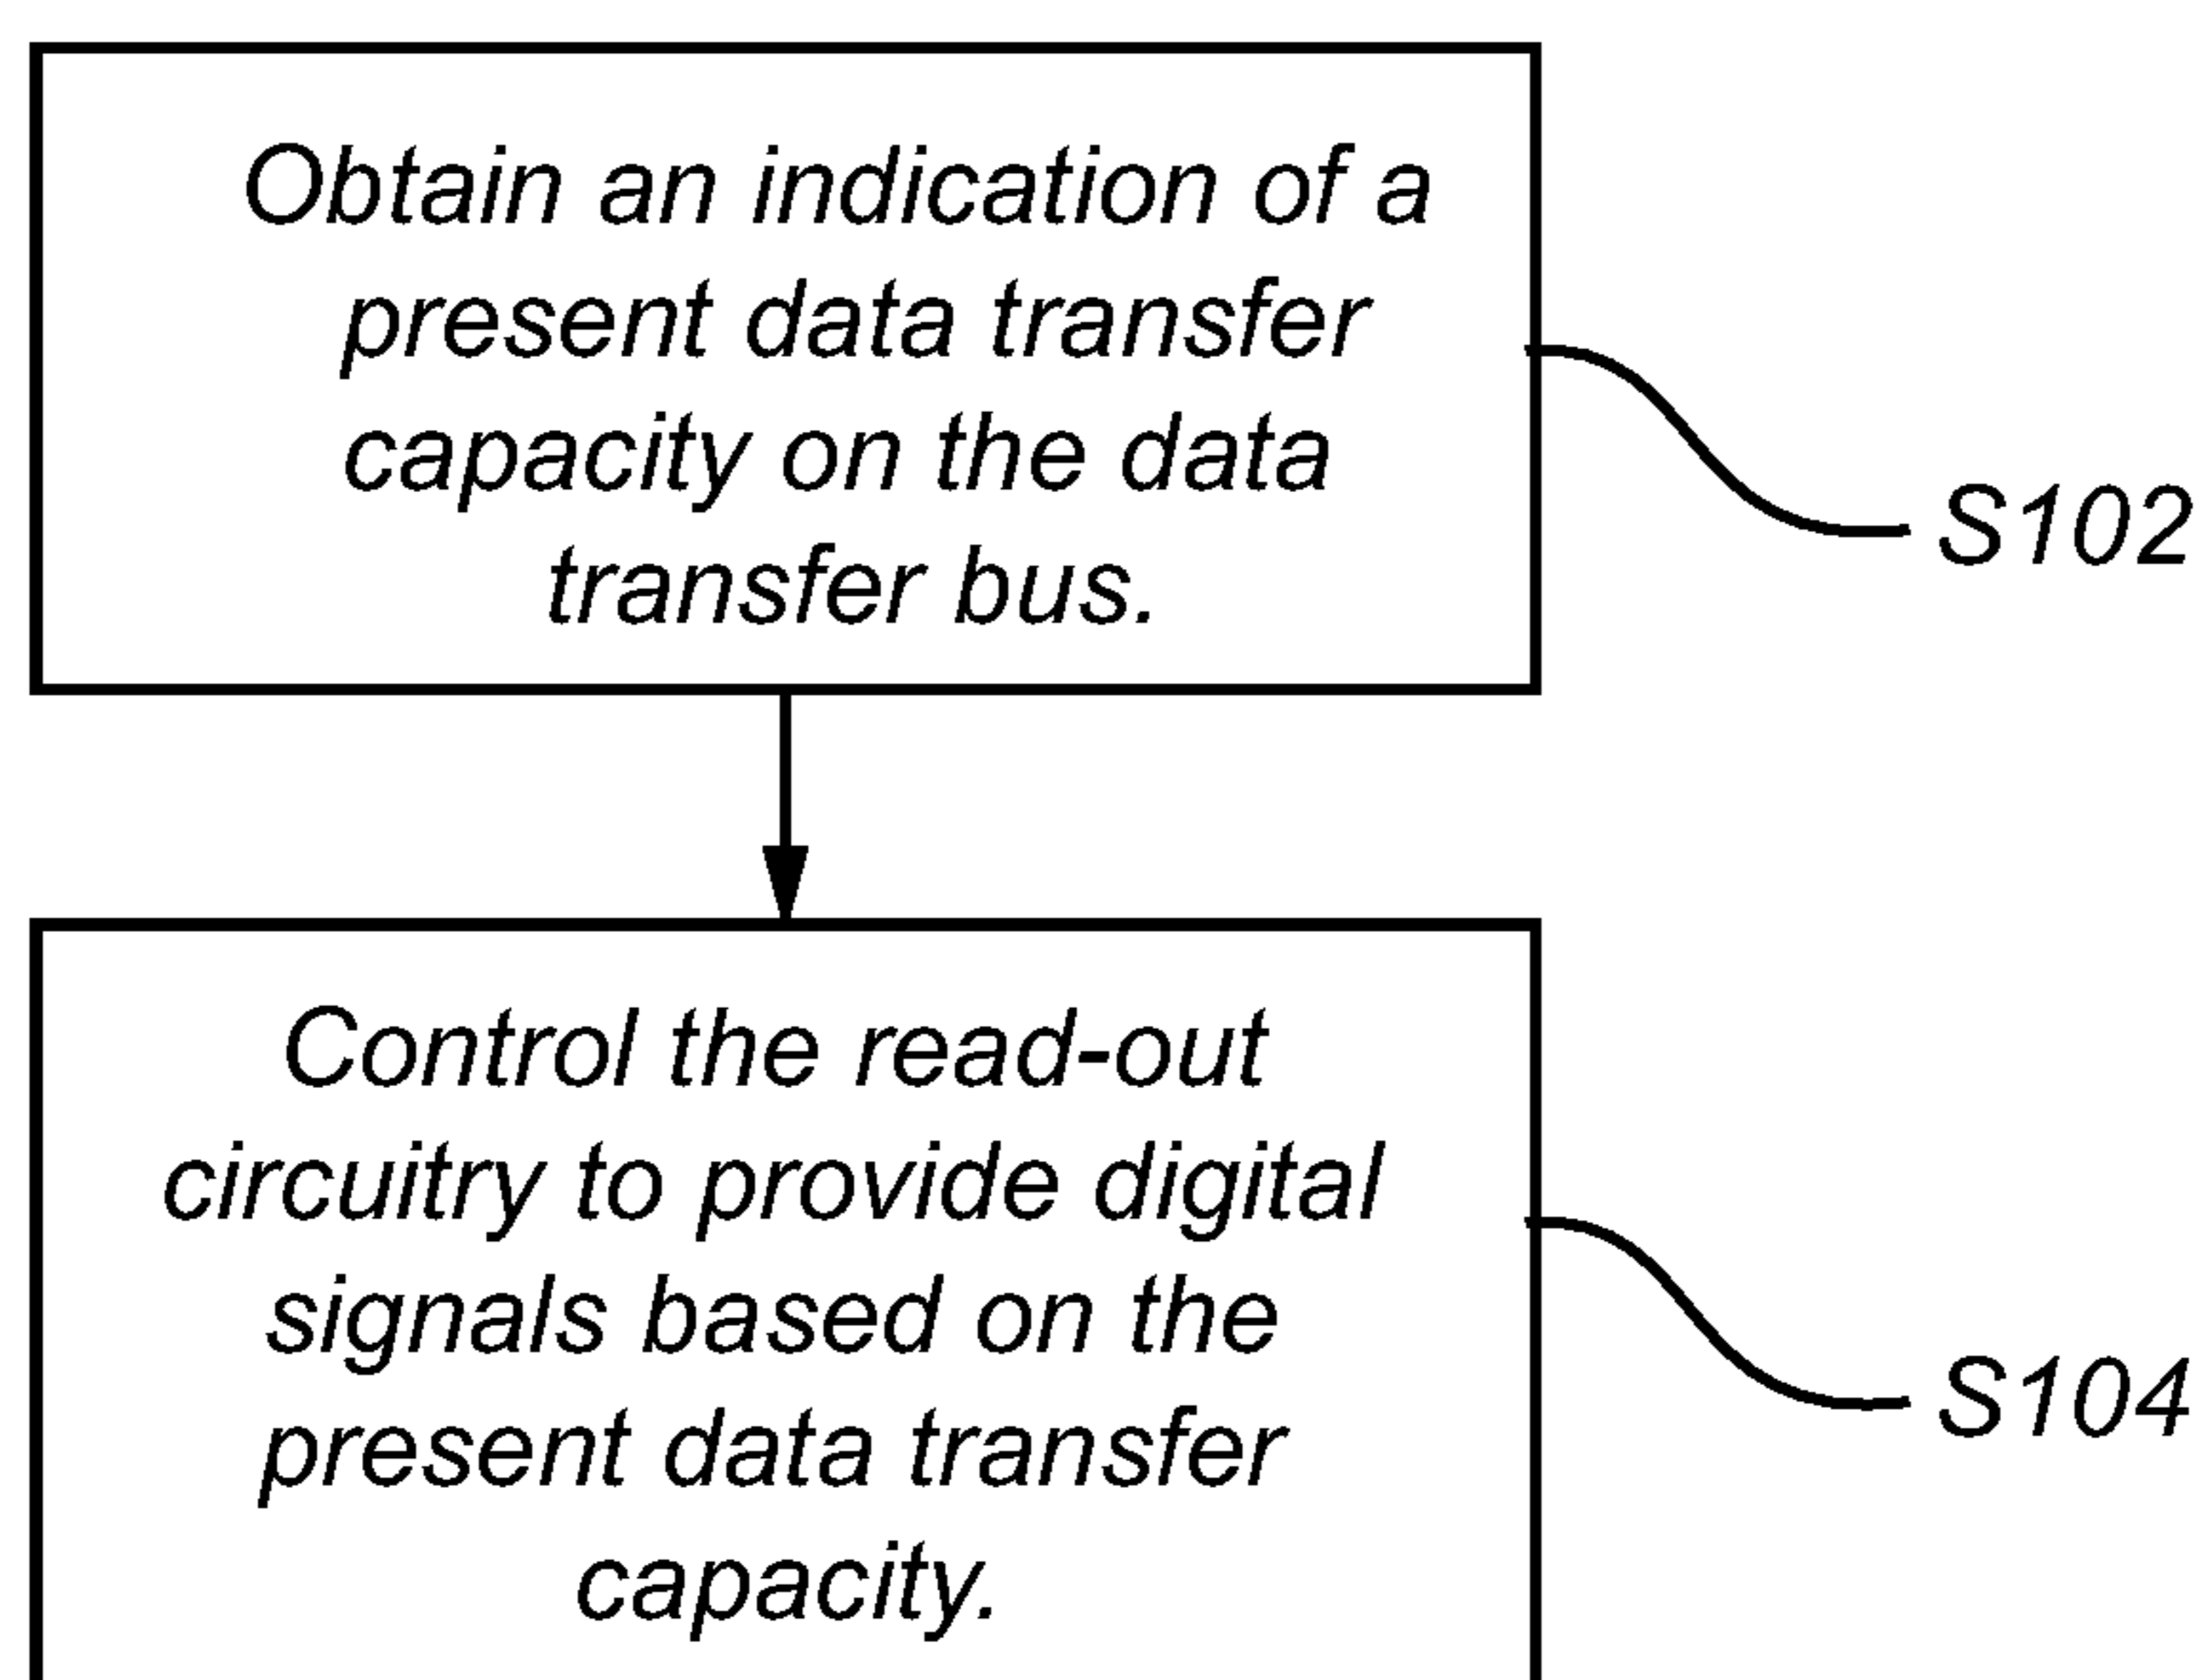 Obtain an indication of a
present data transfer
capacity on the data
transfer bus.
S102
Control the read-out
circuitry to provide digital
signals based on the
present data transfer
capacity.
S104